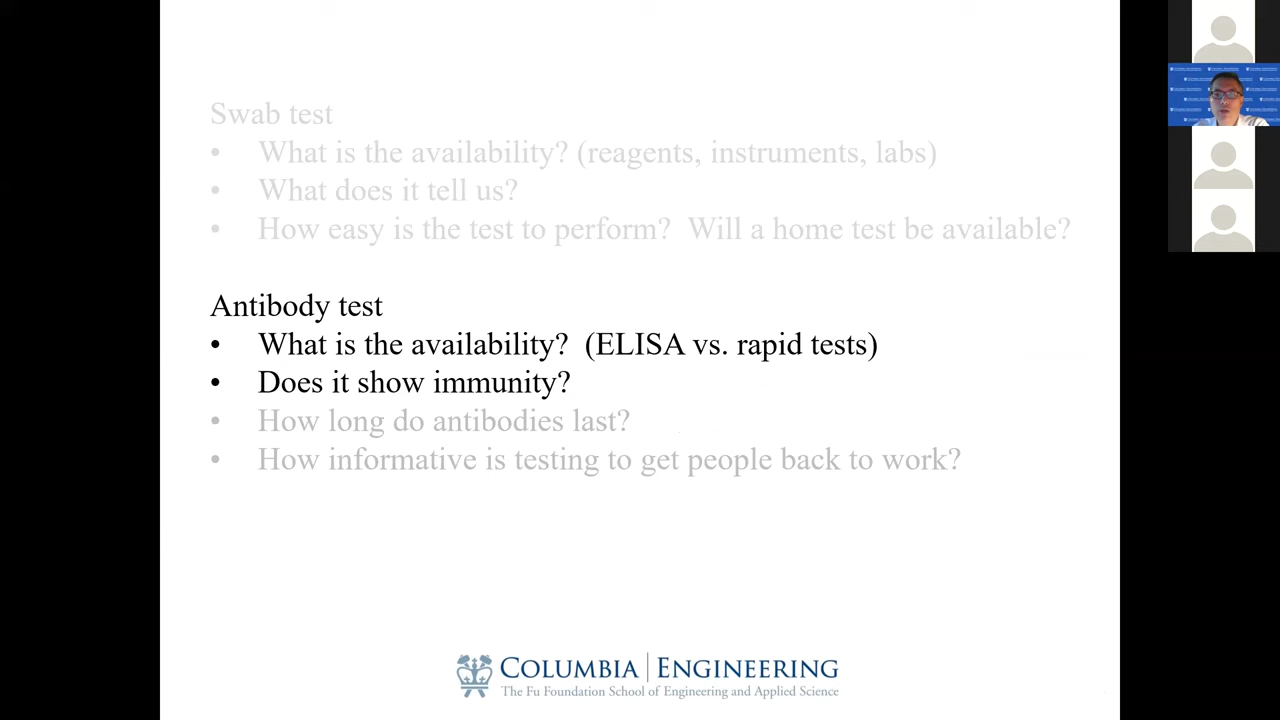 Swab test
• What is the availability? (reagents, instruments, labs)
• What does it tell us?
• How easy is the test to perform?  Will a home test be available?
Antibody test
• What is the availability?  (ELISA vs. rapid tests)
• Does it show immunity?
• How long do antibodies last?
• How informative is testing to get people back to work?
COLUMBIA | ENGINEERING
The Fu Foundation School of Engineering and Applied Science